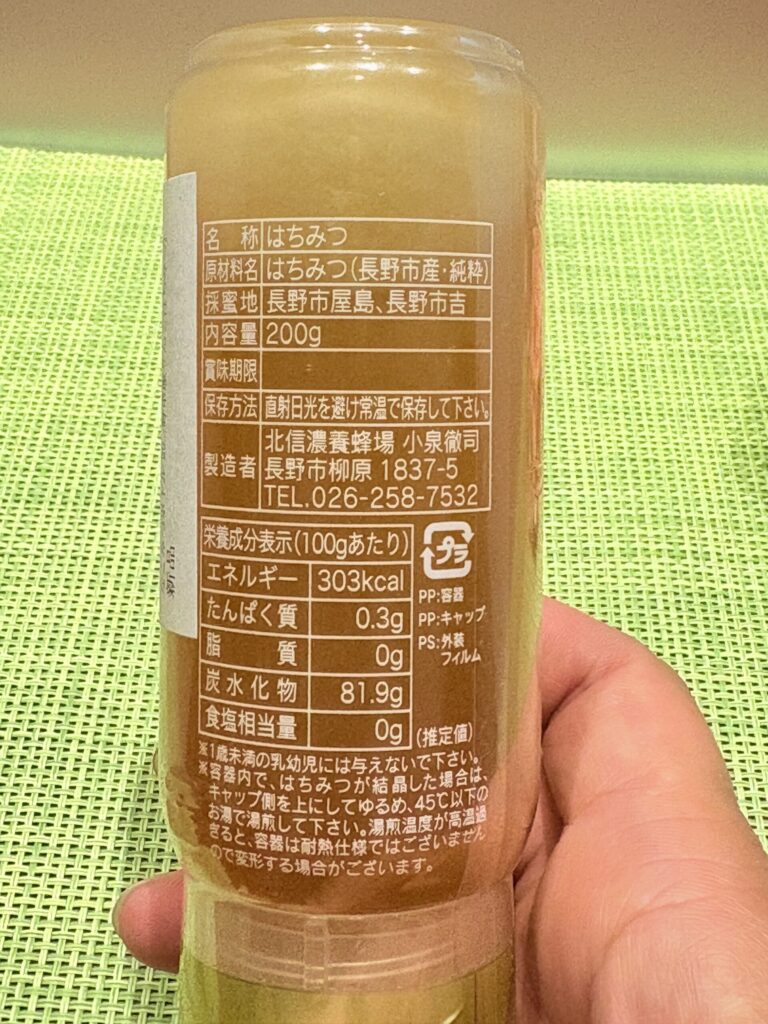 名称 はちみつ
原材料名 はちみつ(長野市産・純粋)
採蜜地 長野市屋島、長野市吉
内容量 200g
賞味期限
保存方法 直射日光を避け常温で保存して下さい。
製造者 北信濃養蜂場 小泉徹司
長野市柳原 1837-5
TEL.026-258-7532
栄養成分表示(100gあたり)
エネルギー 303kcal
たんぱく質 0.3g
脂質 0g
炭水化物 81.9g
食塩相当量 0g
(推定値)
プラ
PP:容器
PP:キャップ
PS:外装
フィルム
※1歳未満の乳幼児には与えないで下さい。
※容器内で、はちみつが結晶した場合は、
キャップ側を上にしてゆるめ、45℃以下の
お湯で湯煎して下さい。湯煎温度が高温過
ぎると、容器は耐熱仕様ではございません
ので変形する場合がございます。